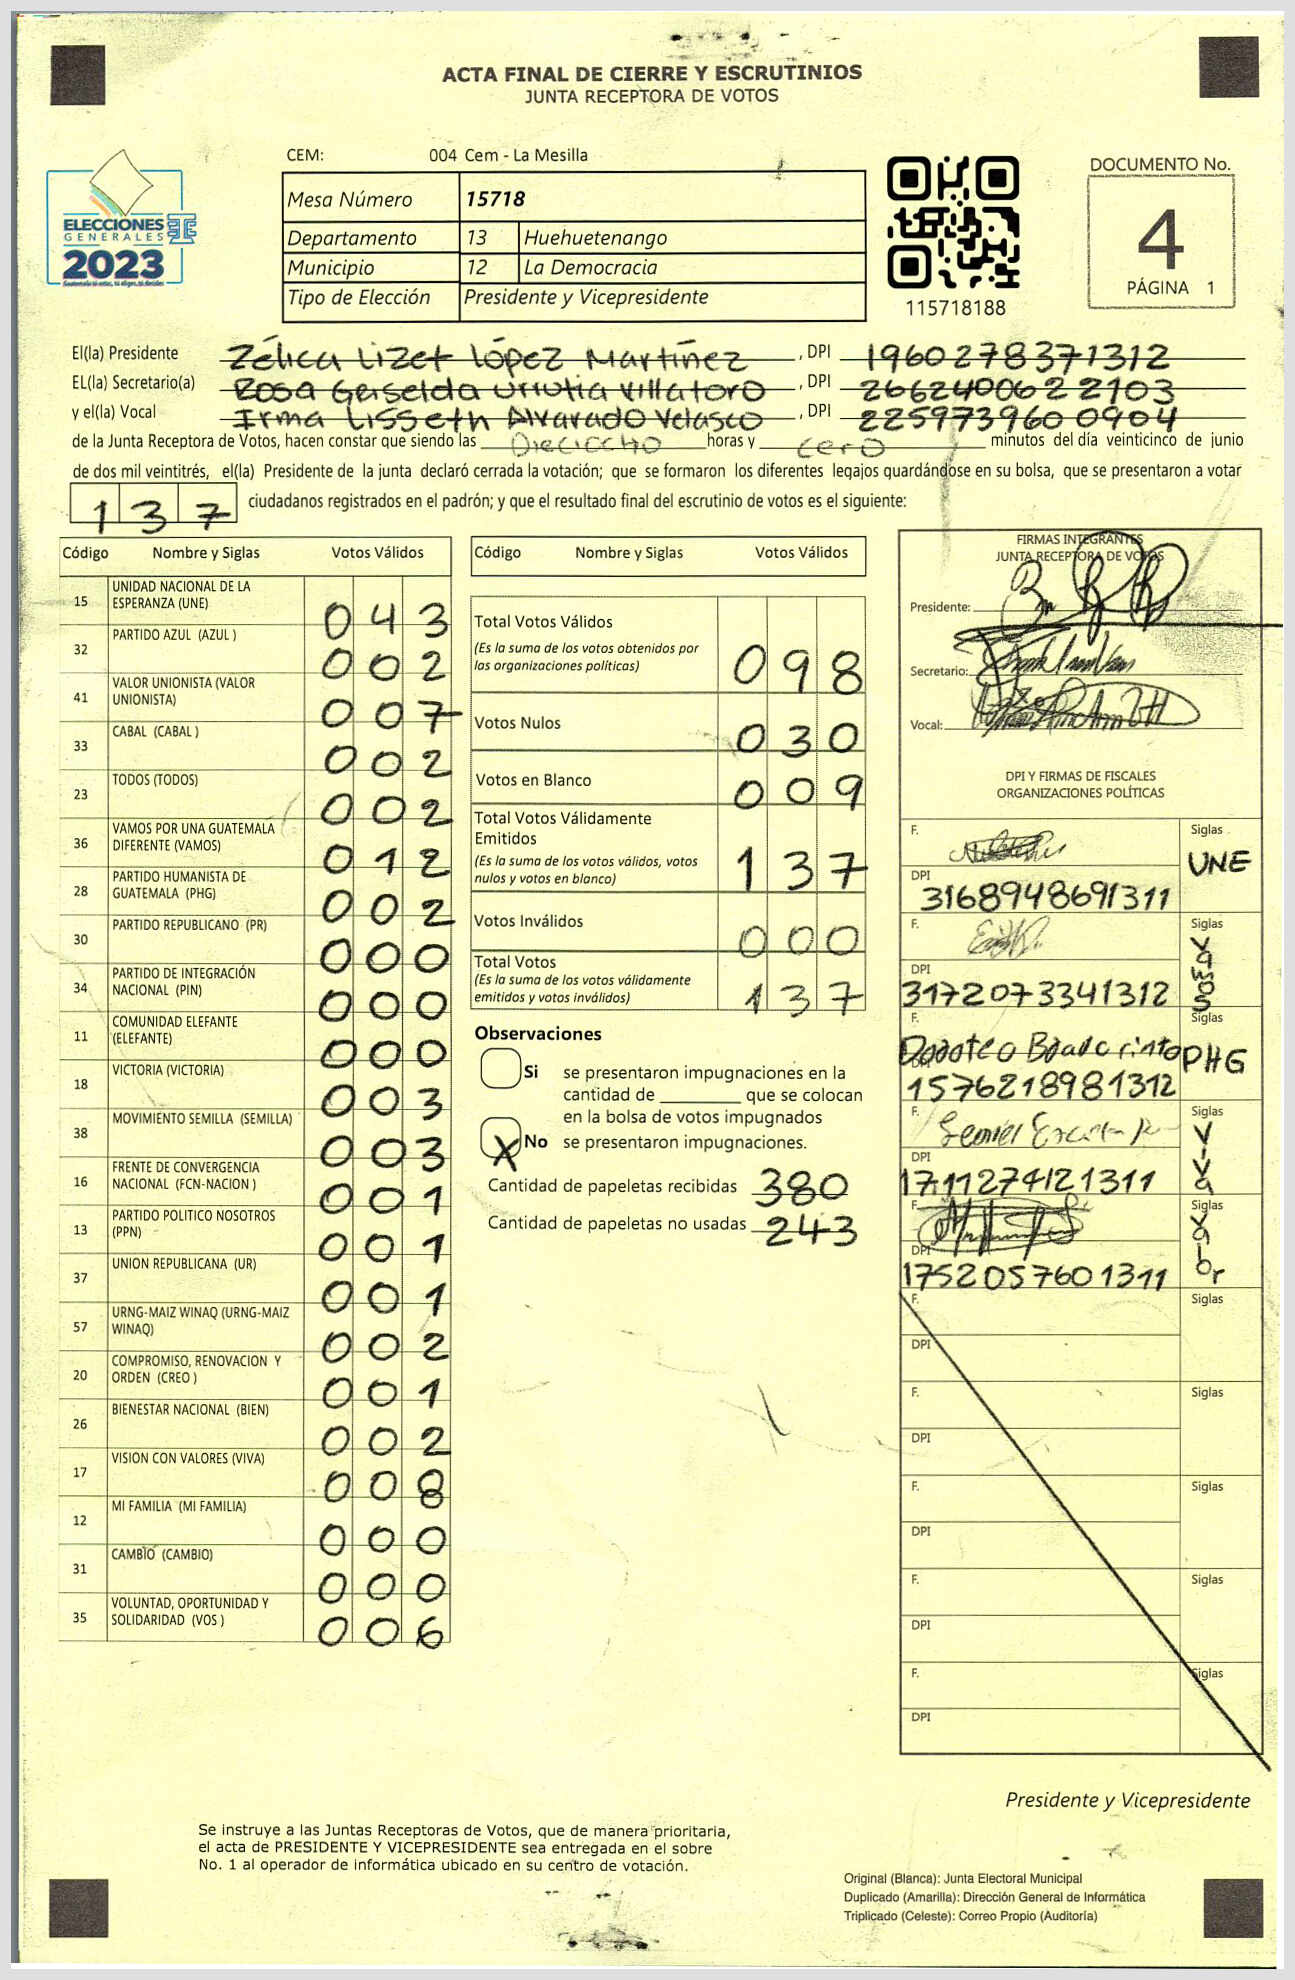 ACTA FINAL DE CIERRE Y ESCRUTINIOS
JUNTA RECEPTORA DE VOTOS
CEM: 004 Cem - La Mesilla
ELECCIONES
GENERALES
2023
Mesa Número 15718
Departamento 13 Huehuetenango
Municipio 12 La Democracia
Tipo de Elección Presidente y Vicepresidente
115718188
DOCUMENTO No.
4
PÁGINA 1
El(la) Presidente Zélica Lizet López Martínez, DPI 1960278371312
EL(la) Secretario(a) Rosa Geiselda Urrutia Villatoro, DPI 2662400622103
y el(la) Vocal Irma Lisseth Alvarado Velasco, DPI 2259739600904
de la Junta Receptora de Votos, hacen constar que siendo las Dieciocho horas y cero minutos del día veinticinco de junio
de dos mil veintitrés, el(la) Presidente de la junta declaró cerrada la votación; que se formaron los diferentes legajos guardándose en su bolsa, que se presentaron a votar
137 ciudadanos registrados en el padrón; y que el resultado final del escrutinio de votos es el siguiente:
Código Nombre y Siglas Votos Válidos
15 UNIDAD NACIONAL DE LA ESPERANZA (UNE) 043
32 PARTIDO AZUL (AZUL ) 002
41 VALOR UNIONISTA (VALOR UNIONISTA) 007
33 CABAL (CABAL ) 002
23 TODOS (TODOS) 002
36 VAMOS POR UNA GUATEMALA DIFERENTE (VAMOS) 012
28 PARTIDO HUMANISTA DE GUATEMALA (PHG) 002
30 PARTIDO REPUBLICANO (PR) 000
34 PARTIDO DE INTEGRACIÓN NACIONAL (PIN) 000
11 COMUNIDAD ELEFANTE (ELEFANTE) 000
18 VICTORIA (VICTORIA) 003
38 MOVIMIENTO SEMILLA (SEMILLA) 003
16 FRENTE DE CONVERGENCIA NACIONAL (FCN-NACION ) 001
13 PARTIDO POLITICO NOSOTROS (PPN) 001
37 UNION REPUBLICANA (UR) 001
57 URNG-MAIZ WINAQ (URNG-MAIZ WINAQ) 002
20 COMPROMISO, RENOVACION Y ORDEN (CREO ) 001
26 BIENESTAR NACIONAL (BIEN) 002
17 VISION CON VALORES (VIVA) 008
12 MI FAMILIA (MI FAMILIA) 000
31 CAMBIO (CAMBIO) 000
35 VOLUNTAD, OPORTUNIDAD Y SOLIDARIDAD (VOS ) 006
Código Nombre y Siglas Votos Válidos
Total Votos Válidos 098
(Es la suma de los votos obtenidos por
las organizaciones políticas)
Votos Nulos 030
Votos en Blanco 009
Total Votos Válidamente
Emitidos 137
(Es la suma de los votos válidos, votos
nulos y votos en blanco)
Votos Inválidos 000
Total Votos 137
(Es la suma de los votos válidamente
emitidos y votos inválidos)
Observaciones
Si se presentaron impugnaciones en la
cantidad de ________ que se colocan
en la bolsa de votos impugnados
X No se presentaron impugnaciones.
Cantidad de papeletas recibidas 380
Cantidad de papeletas no usadas 243
FIRMAS INTEGRANTES
JUNTA RECEPTORA DE VOTOS
Presidente:
Secretario:
Vocal:
DPI Y FIRMAS DE FISCALES
ORGANIZACIONES POLÍTICAS
F. Siglas
UNE
DPI 3168948691311
F. Siglas
Vamos
DPI 3172073341312
F. Siglas
PHG
DPI 1576218981312
F. Siglas
DPI 1711274121311
F. Siglas
DPI 1752057601311
F. Siglas
DPI
F. Siglas
DPI
F. Siglas
DPI
F. Siglas
DPI
F. Siglas
DPI
Presidente y Vicepresidente
Se instruye a las Juntas Receptoras de Votos, que de manera prioritaria,
el acta de PRESIDENTE Y VICEPRESIDENTE sea entregada en el sobre
No. 1 al operador de informática ubicado en su centro de votación.
Original (Blanca): Junta Electoral Municipal
Duplicado (Amarilla): Dirección General de Informática
Triplicado (Celeste): Correo Propio (Auditoría)